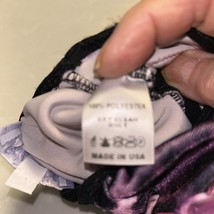 100% POLYESTER
DRY CLEAN
ONLY
MADE IN USA